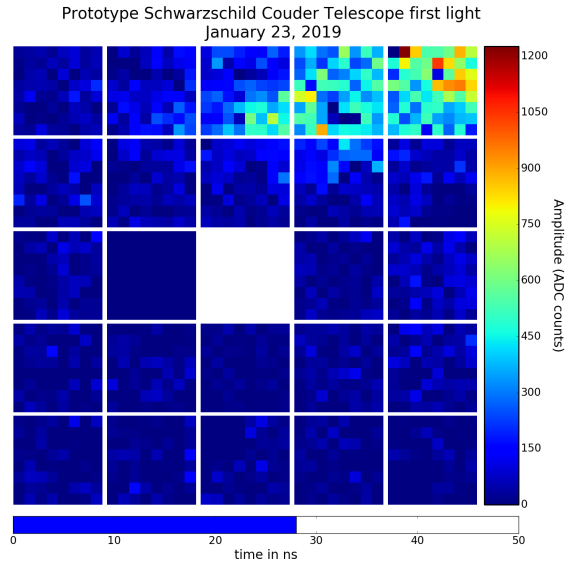 Prototype Schwarzschild Couder Telescope first light
January 23, 2019
1200
1050
900
750
600
450
300
150
0
Amplitude (ADC counts)
0 10 20 30 40 50
time in ns